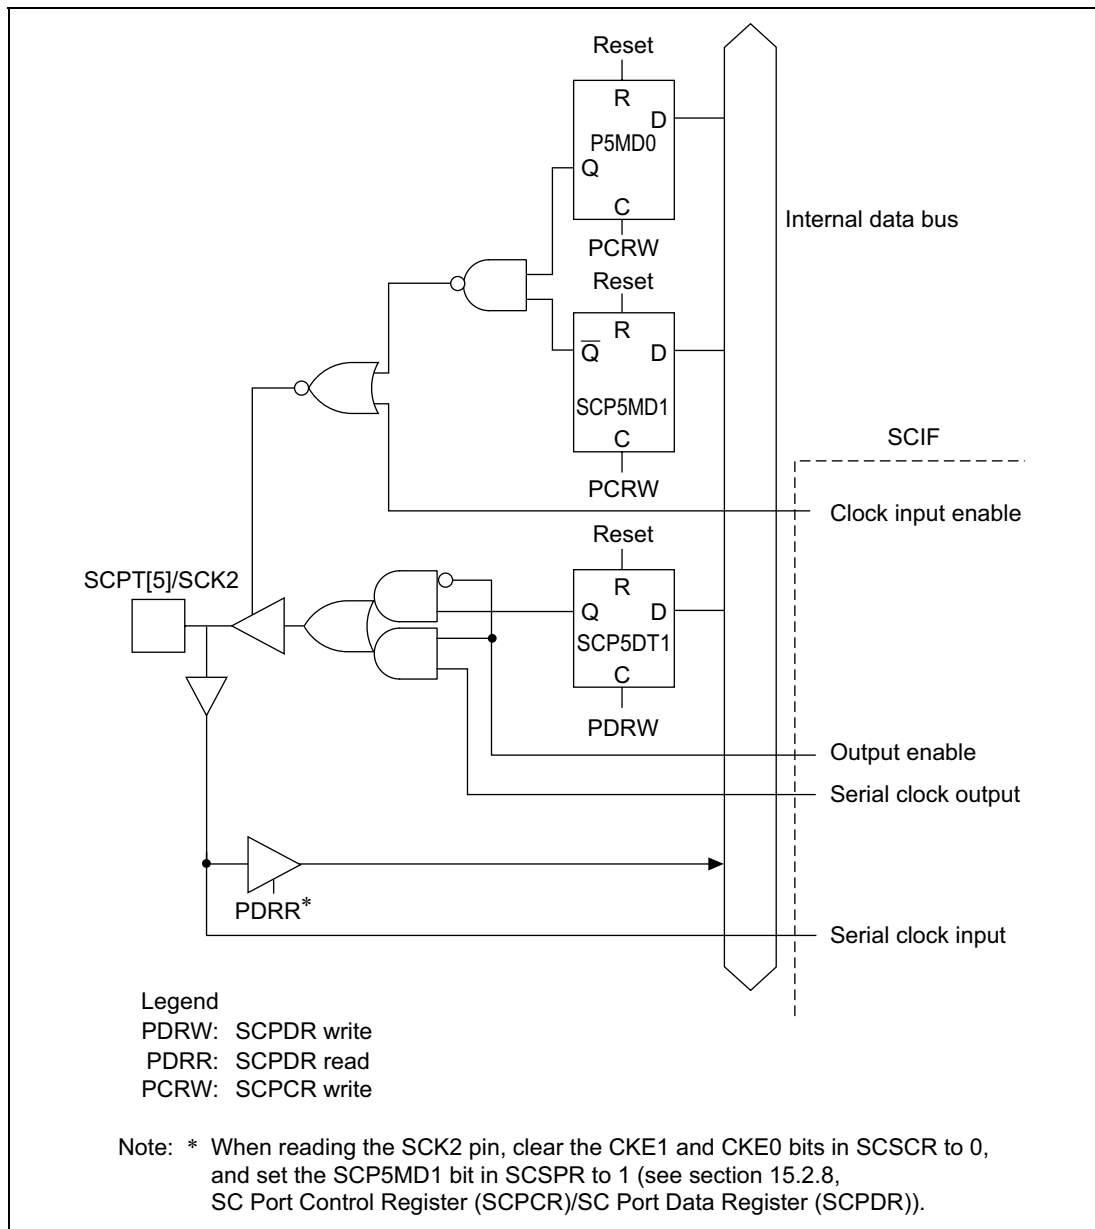 Reset
R
D
P5MD0
Q
C
PCRW
Internal data bus
Reset
R
Q D
SCP5MD1
C
PCRW
SCIF
Clock input enable
Reset
SCPT[5]/SCK2
R
Q D
SCP5DT1
C
PDRW
Output enable
Serial clock output
PDRR*
Serial clock input
Legend
PDRW: SCPDR write
PDRR: SCPDR read
PCRW: SCPCR write
Note: * When reading the SCK2 pin, clear the CKE1 and CKE0 bits in SCSCR to 0,
and set the SCP5MD1 bit in SCSPR to 1 (see section 15.2.8,
SC Port Control Register (SCPCR)/SC Port Data Register (SCPDR)).